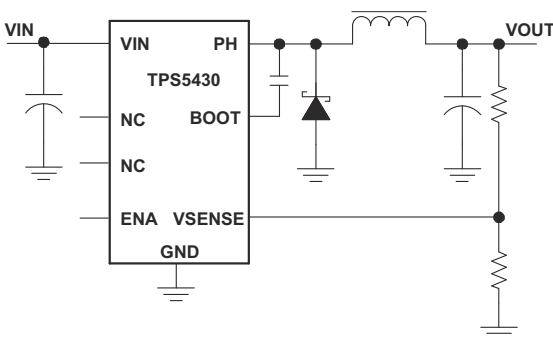 VIN
VOUT
VIN PH
TPS5430
NC
BOOT
NC
ENA VSENSE
GND